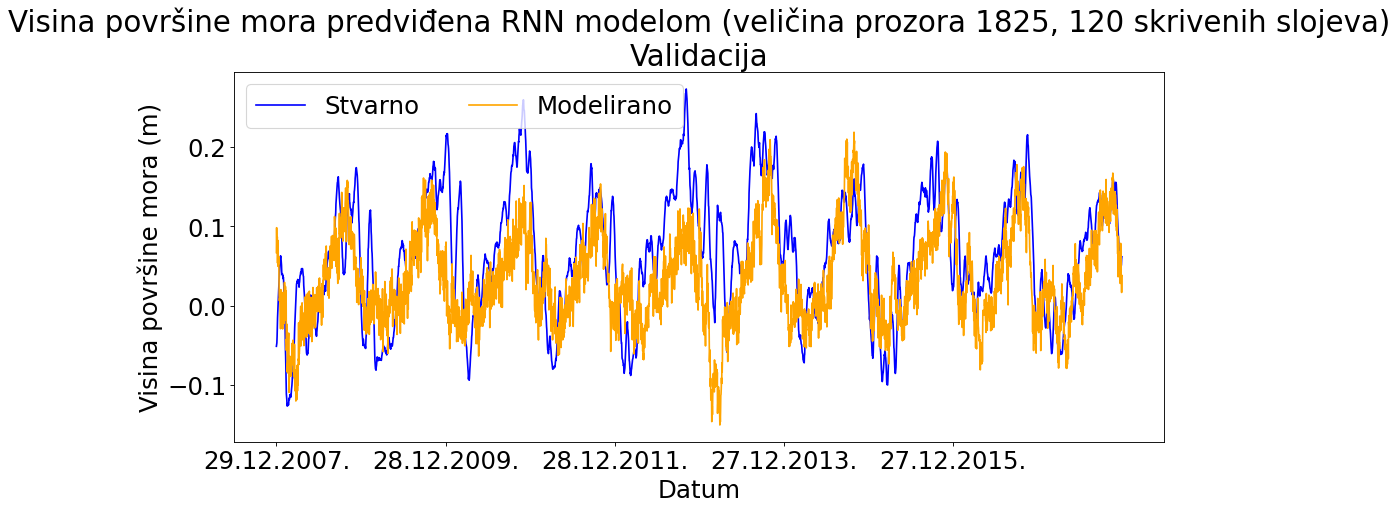 Visina površine mora predviđena RNN modelom (veličina prozora 1825, 120 skrivenih slojeva)
Validacija
Stvarno Modelirano
Visina površine mora (m)
0.2
0.1
0.0
−0.1
29.12.2007. 28.12.2009. 28.12.2011. 27.12.2013. 27.12.2015.
Datum